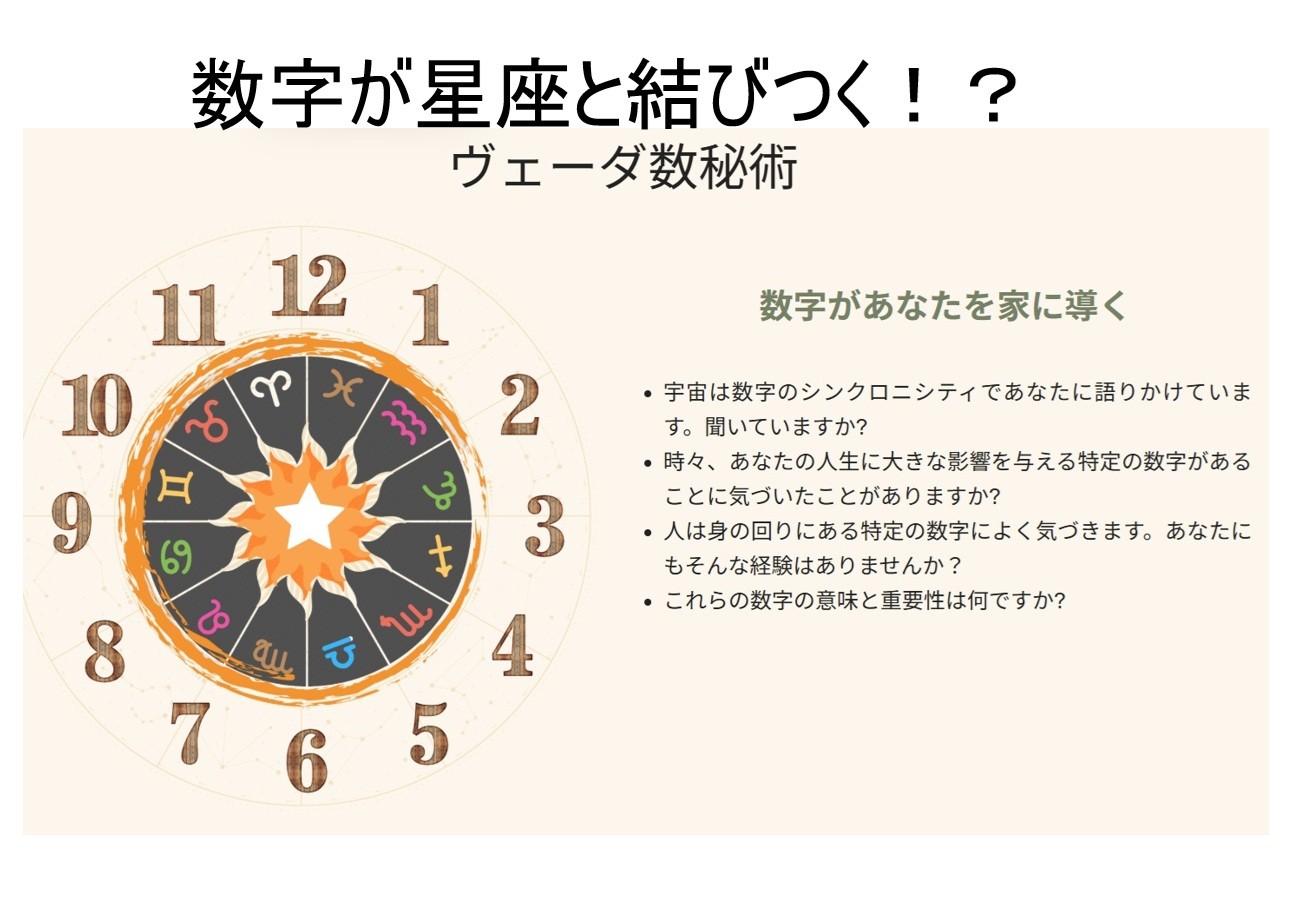 数字が星座と結びつく！？
ヴェーダ数秘術
12
11
1
10
2
9
3
8
4
7
5
6
数字があなたを家に導く
• 宇宙は数字のシンクロニシティであなたに語りかけていま
す。聞いていますか?
• 時々、あなたの人生に大きな影響を与える特定の数字がある
ことに気づいたことがありますか?
• 人は身の回りにある特定の数字によく気づきます。あなたに
もそんな経験はありませんか？
• これらの数字の意味と重要性は何ですか?